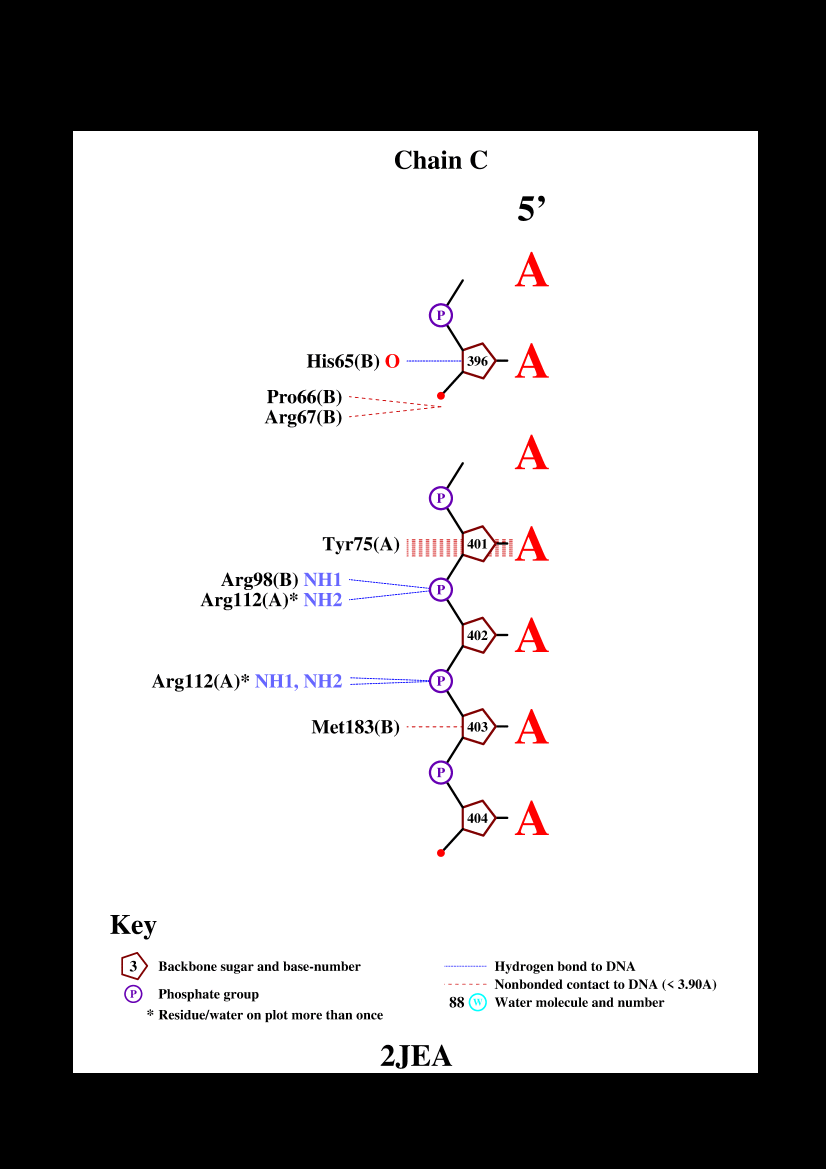 Chain C
5’
A
P
His65(B) O 396 A
Pro66(B)
Arg67(B)
A
P
Tyr75(A) 401 A
Arg98(B) NH1
P
Arg112(A)* NH2
402 A
Arg112(A)* NH1, NH2 P
Met183(B) 403 A
P
404 A
Key
3 Backbone sugar and base-number
P Phosphate group
* Residue/water on plot more than once
Hydrogen bond to DNA
Nonbonded contact to DNA (< 3.90A)
88 W Water molecule and number
2JEA